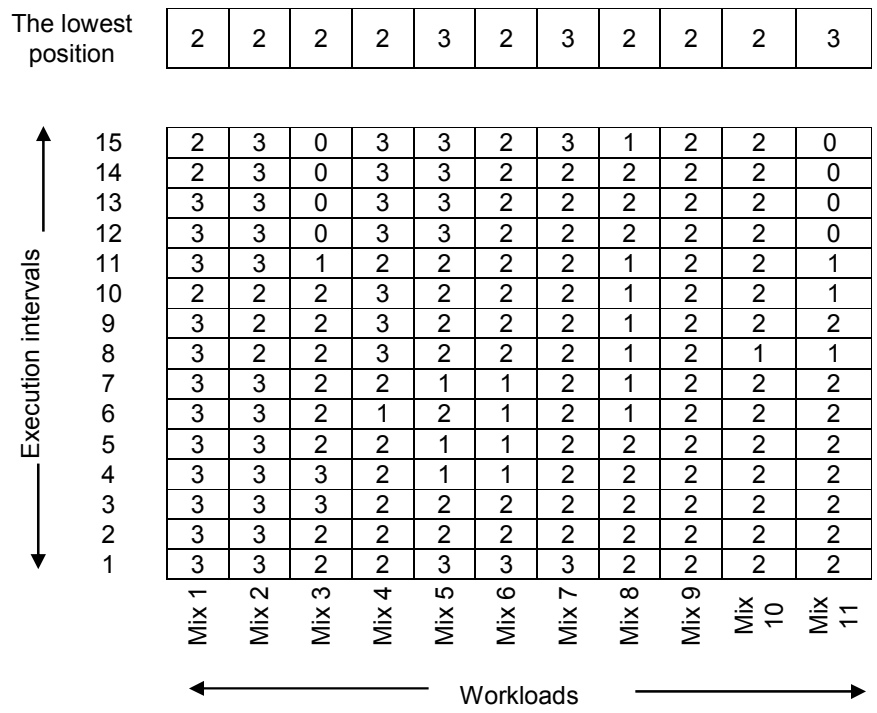 The lowest position 2 2 2 2 3 2 3 2 2 2 3
15 2 3 0 3 3 2 3 1 2 2 0
14 2 3 0 3 3 2 2 2 2 2 0
13 3 3 0 3 3 2 2 2 2 2 0
12 3 3 0 3 3 2 2 2 2 2 0
11 3 3 1 2 2 2 2 1 2 2 1
10 2 2 2 3 2 2 2 1 2 2 1
9 3 2 2 3 2 2 2 1 2 2 2
8 3 2 2 3 2 2 2 1 2 1 1
7 3 3 2 2 1 1 2 1 2 2 2
6 3 3 2 1 2 1 2 1 2 2 2
5 3 3 2 2 1 1 2 2 2 2 2
4 3 3 3 2 1 1 2 2 2 2 2
3 3 3 3 2 2 2 2 2 2 2 2
2 3 3 2 2 2 2 2 2 2 2 2
1 3 3 2 2 3 3 3 2 2 2 2
Execution intervals
Mix 1 Mix 2 Mix 3 Mix 4 Mix 5 Mix 6 Mix 7 Mix 8 Mix 9 Mix 10 Mix 11
Workloads